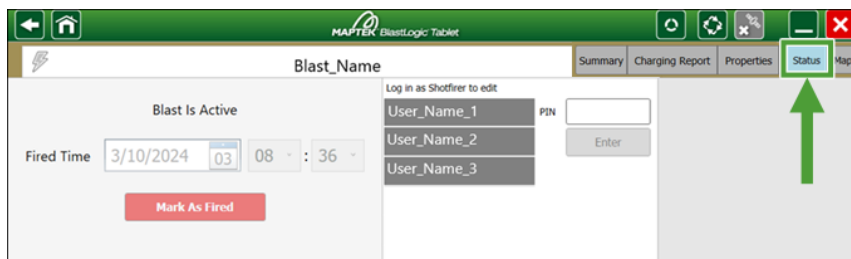 MAPTEK BlastLogic Tablet
Blast_Name
Summary Charging Report Properties Status Map
Log in as Shotfirer to edit
Blast Is Active
User_Name_1 PIN
User_Name_2 Enter
Fired Time 3/10/2024 03 08 : 36
User_Name_3
Mark As Fired